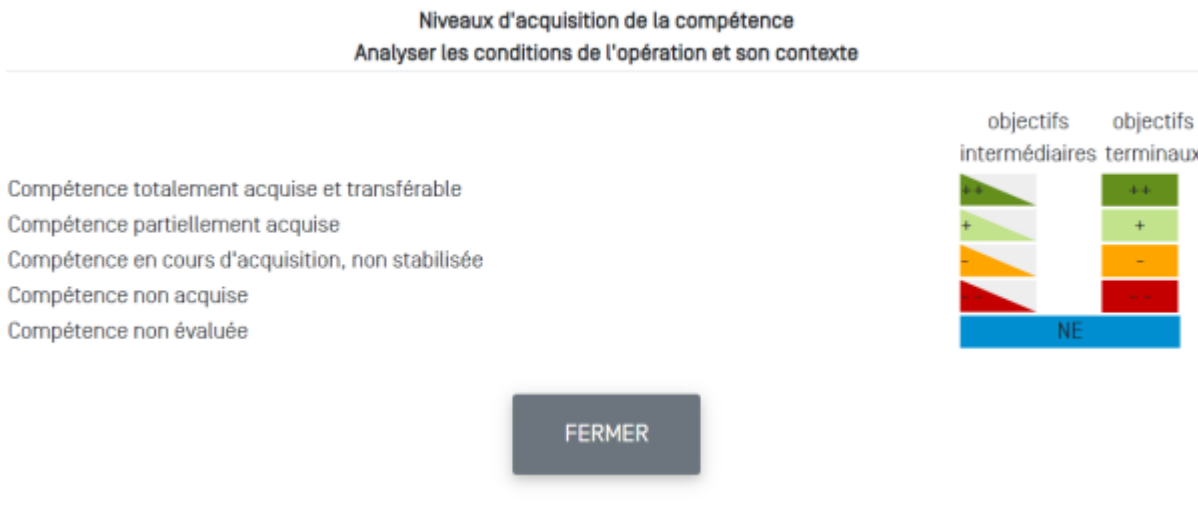 Niveaux d'acquisition de la compétence
Analyser les conditions de l'opération et son contexte
objectifs objectifs
intermédiaires terminaux
Compétence totalement acquise et transférable ++ ++
Compétence partiellement acquise + +
Compétence en cours d'acquisition, non stabilisée - -
Compétence non acquise -- --
Compétence non évaluée NE
FERMER